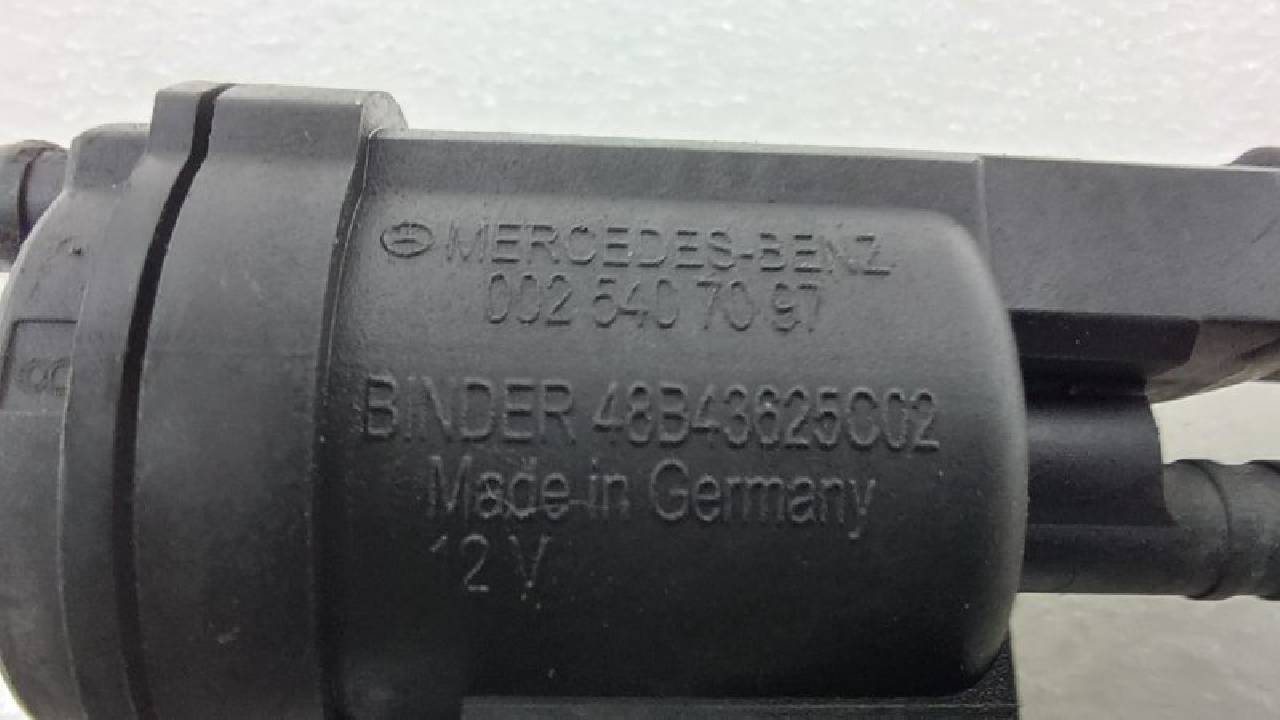 MERCEDES-BENZ
002 540 70 97
BINDER 48B43625C02
Made in Germany
12 V